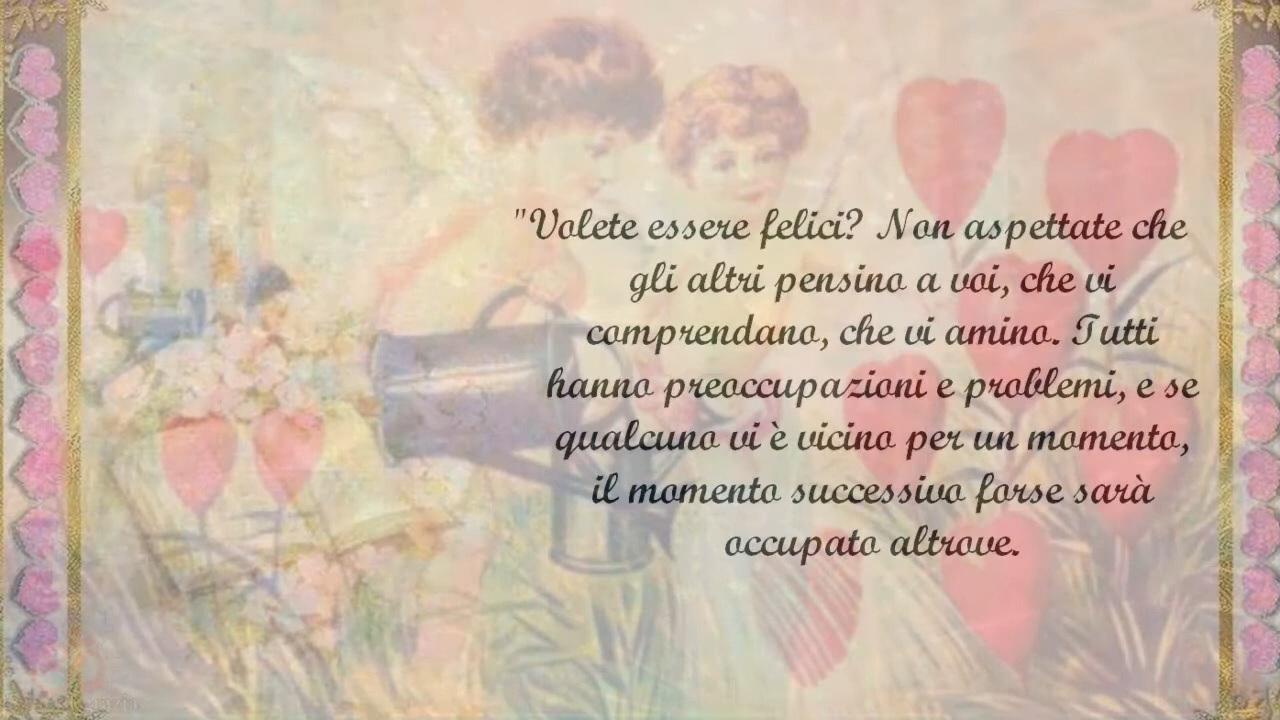 "Volete essere felici? Non aspettate che
gli altri pensino a voi, che vi
comprendano, che vi amino. Tutti
hanno preoccupazioni e problemi, e se
qualcuno vi è vicino per un momento,
il momento successivo forse sarà
occupato altrove.